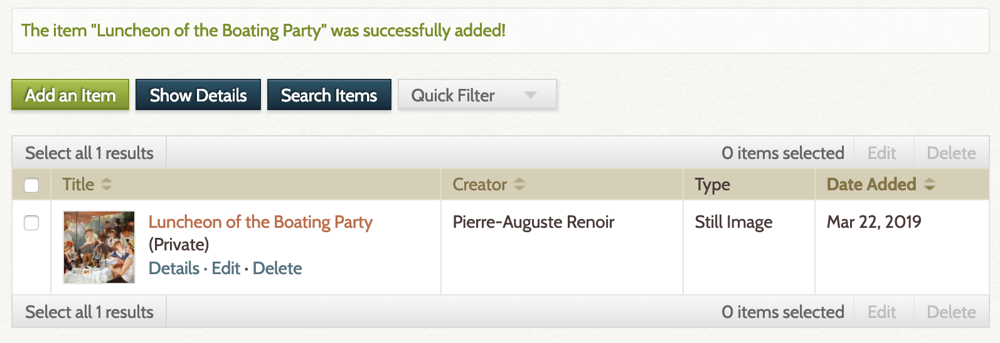 The item "Luncheon of the Boating Party" was successfully added!
Add an Item Show Details Search Items Quick Filter
Select all 1 results 0 items selected Edit Delete
Title Creator Type Date Added
Luncheon of the Boating Party Pierre-Auguste Renoir Still Image Mar 22, 2019
(Private)
Details · Edit · Delete
Select all 1 results 0 items selected Edit Delete